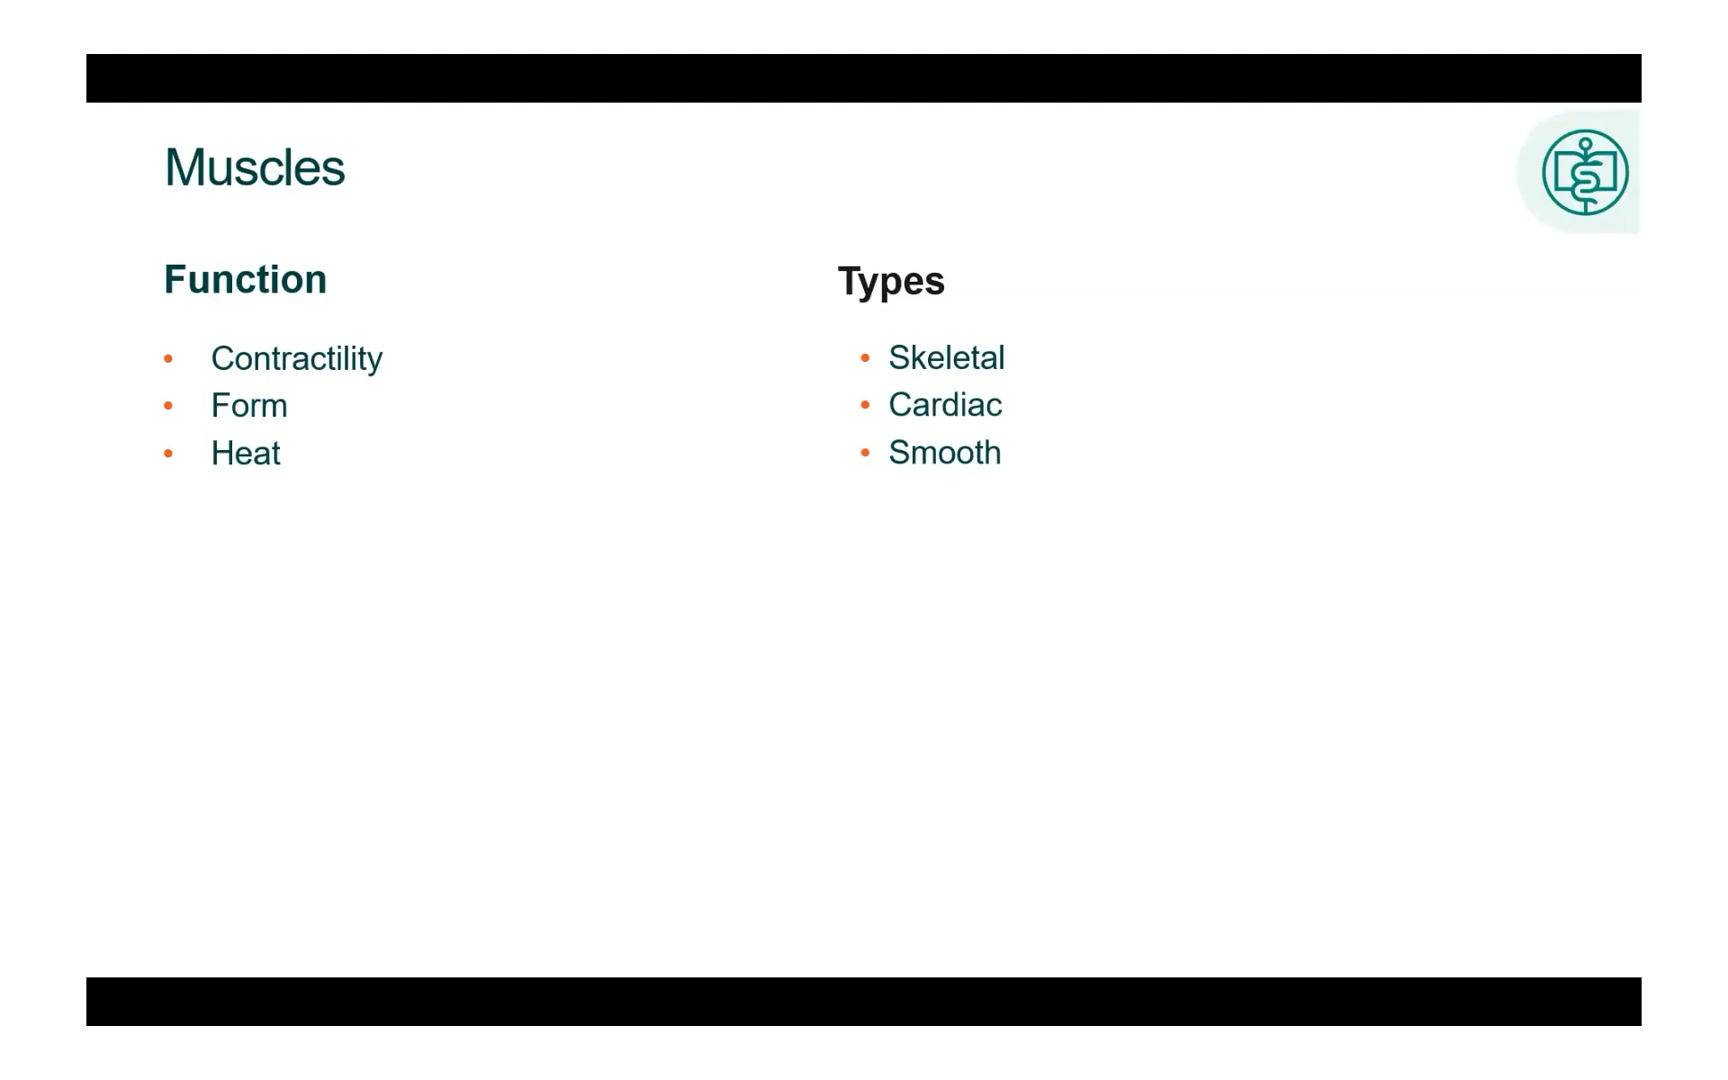 Muscles
Function
• Contractility
• Form
• Heat
Types
• Skeletal
• Cardiac
• Smooth